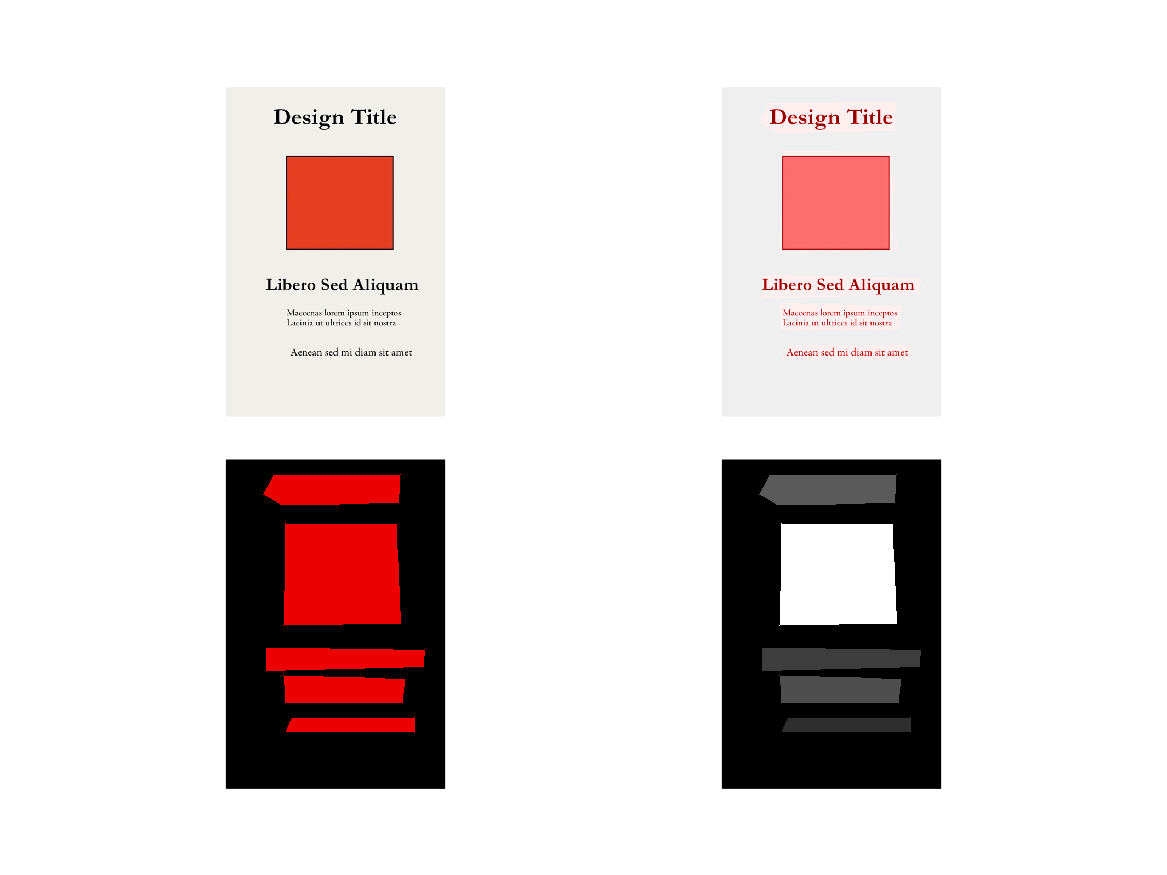 Design Title
Libero Sed Aliquam
Maecenas lorem ipsum inceptos
Lacinia ut ultrices id sit nostra
Aenean sed mi diam sit amet
Design Title
Libero Sed Aliquam
Maecenas lorem ipsum inceptos
Lacinia ut ultrices id sit nostra
Aenean sed mi diam sit amet